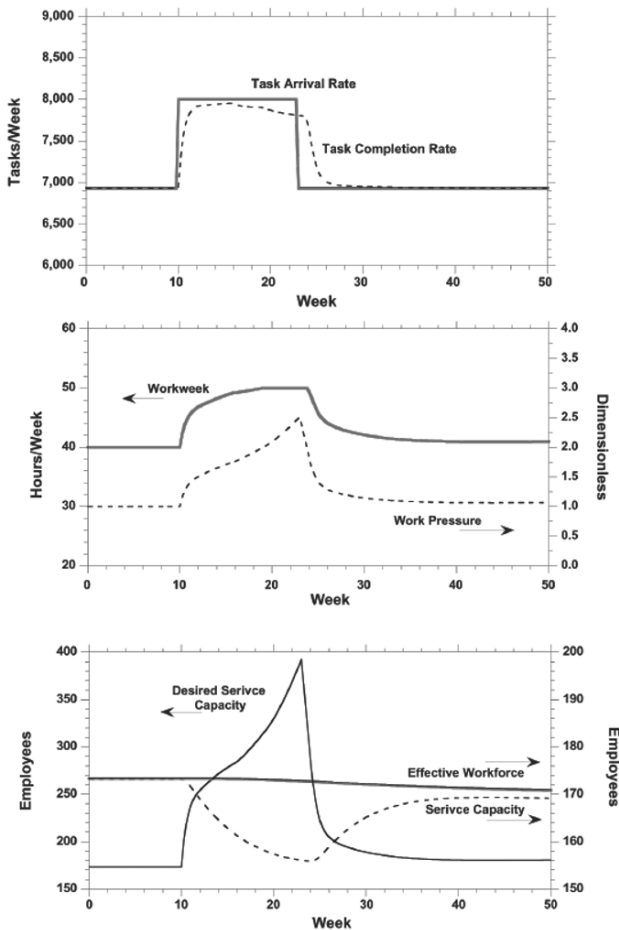 9,000
8,500
8,000
7,500
7,000
6,500
6,000
Tasks/Week
Task Arrival Rate
Task Completion Rate
0 10 20 30 40 50
Week
60
50
40
30
20
Hours/Week
Workweek
Work Pressure
4.0
3.5
3.0
2.5
2.0
1.5
1.0
0.5
0.0
Dimensionless
0 10 20 30 40 50
Week
400
350
300
250
200
150
Employees
Desired Serivce
Capacity
Effective Workforce
Serivce Capacity
200
198
175
173
170
160
155
150
Employees
0 10 20 30 40 50
Week